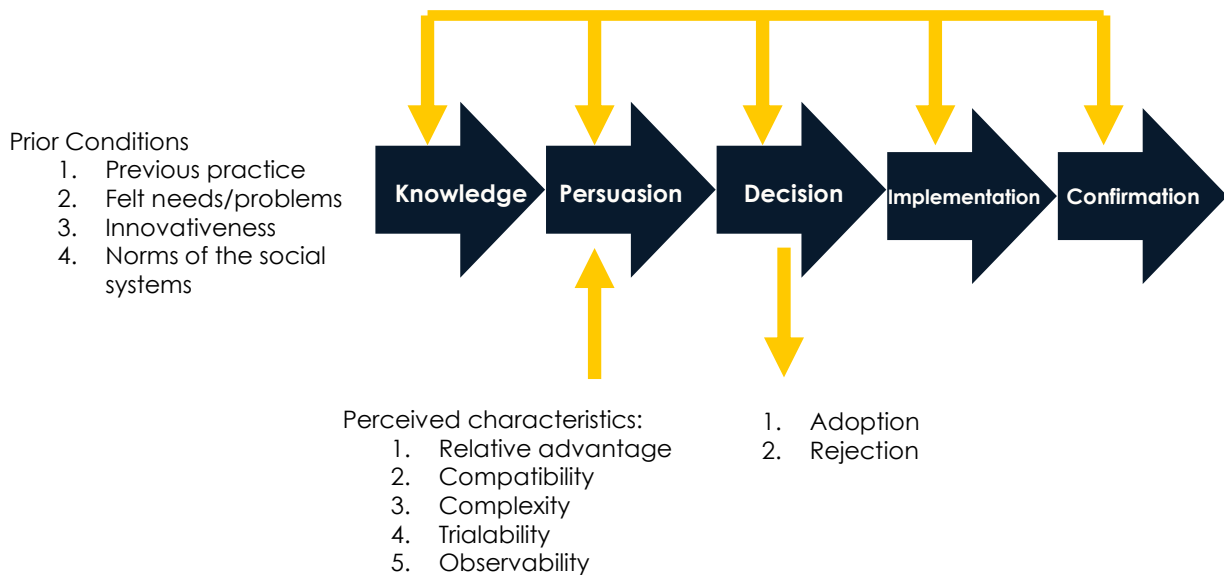 Prior Conditions
1. Previous practice
2. Felt needs/problems
3. Innovativeness
4. Norms of the social
systems
Knowledge
Persuasion
Decision
Implementation
Confirmation
Perceived characteristics:
1. Relative advantage
2. Compatibility
3. Complexity
4. Trialability
5. Observability
1. Adoption
2. Rejection